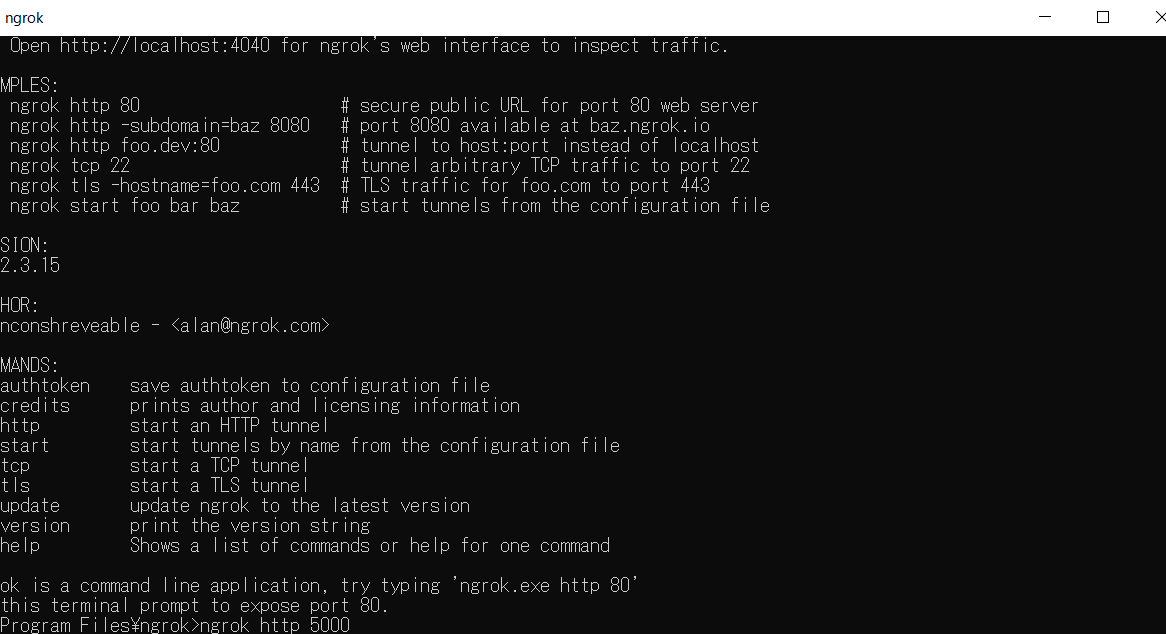 ngrok
Open http://localhost:4040 for ngrok's web interface to inspect traffic.
MPLES:
ngrok http 80 # secure public URL for port 80 web server
ngrok http -subdomain=baz 8080 # port 8080 available at baz.ngrok.io
ngrok http foo.dev:80 # tunnel to host:port instead of localhost
ngrok tcp 22 # tunnel arbitrary TCP traffic to port 22
ngrok tls -hostname=foo.com 443 # TLS traffic for foo.com to port 443
ngrok start foo bar baz # start tunnels from the configuration file
SION:
2.3.15
HOR:
nconshreveable - <alan@ngrok.com>
MANDS:
authtoken save authtoken to configuration file
credits prints author and licensing information
http start an HTTP tunnel
start start tunnels by name from the configuration file
tcp start a TCP tunnel
tls start a TLS tunnel
update update ngrok to the latest version
version print the version string
help Shows a list of commands or help for one command
ok is a command line application, try typing 'ngrok.exe http 80'
this terminal prompt to expose port 80.
Program Files¥ngrok>ngrok http 5000